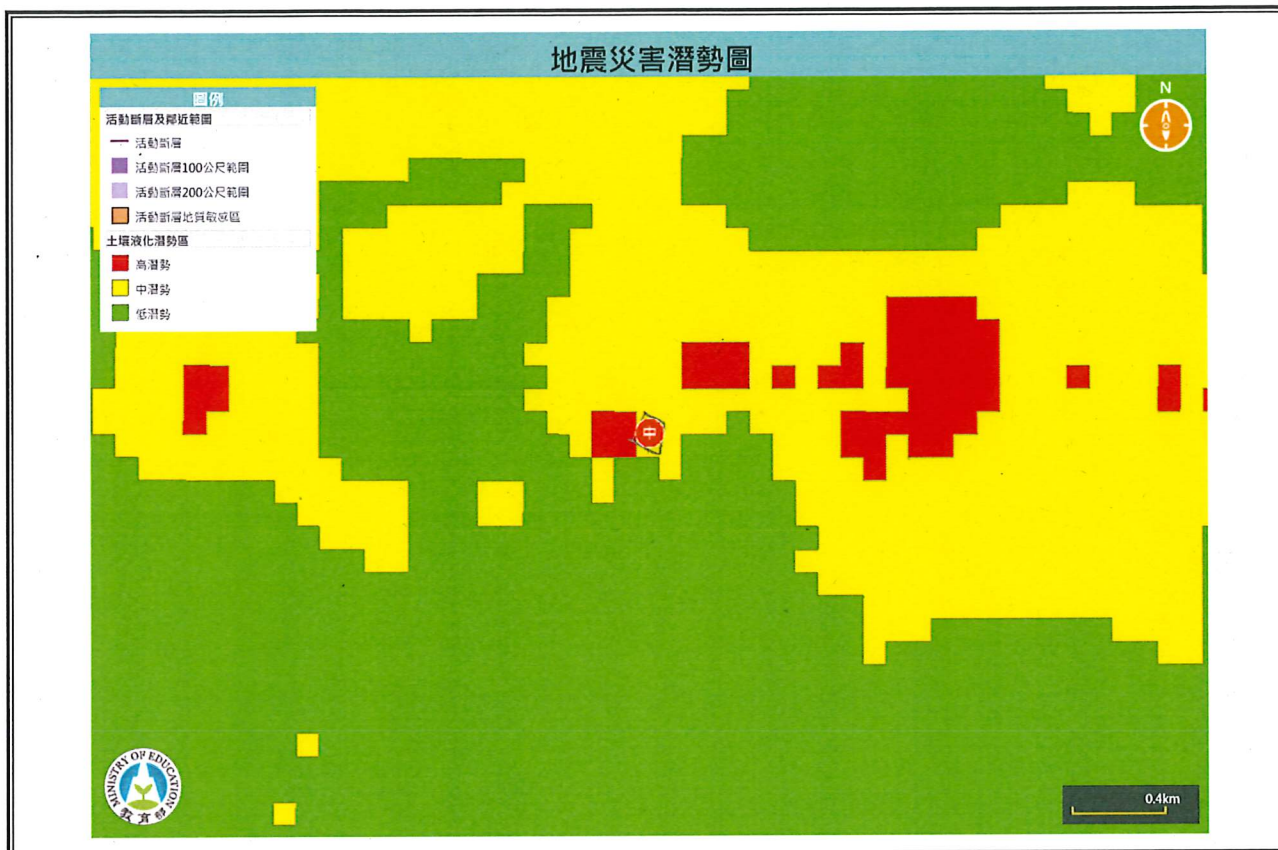 地震災害潛勢圖
圖例
活動斷層及鄰近範圍
活動斷層
活動斷層100公尺範圍
活動斷層200公尺範圍
活動斷層地質敏感區
土壤液化潛勢區
高潛勢
中潛勢
低潛勢
N
中
MINISTRY OF EDUCATION
教育部
0.4km